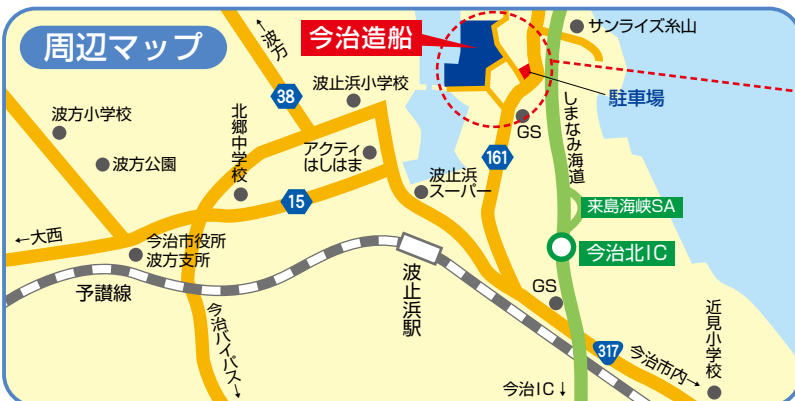 周辺マップ
今治造船
サンライズ糸山
←波方
38
波止浜小学校
駐車場
波方小学校
北郷中学校
GS
しまなみ海道
波方公園
アクティ
はしはま
161
波止浜
スーパー
15
来島海峡SA
←大西
今治市役所
波方支所
今治北IC
予讃線
波止浜駅
GS
今治バイパス→
317
今治市内→
近見小学校
今治IC↓